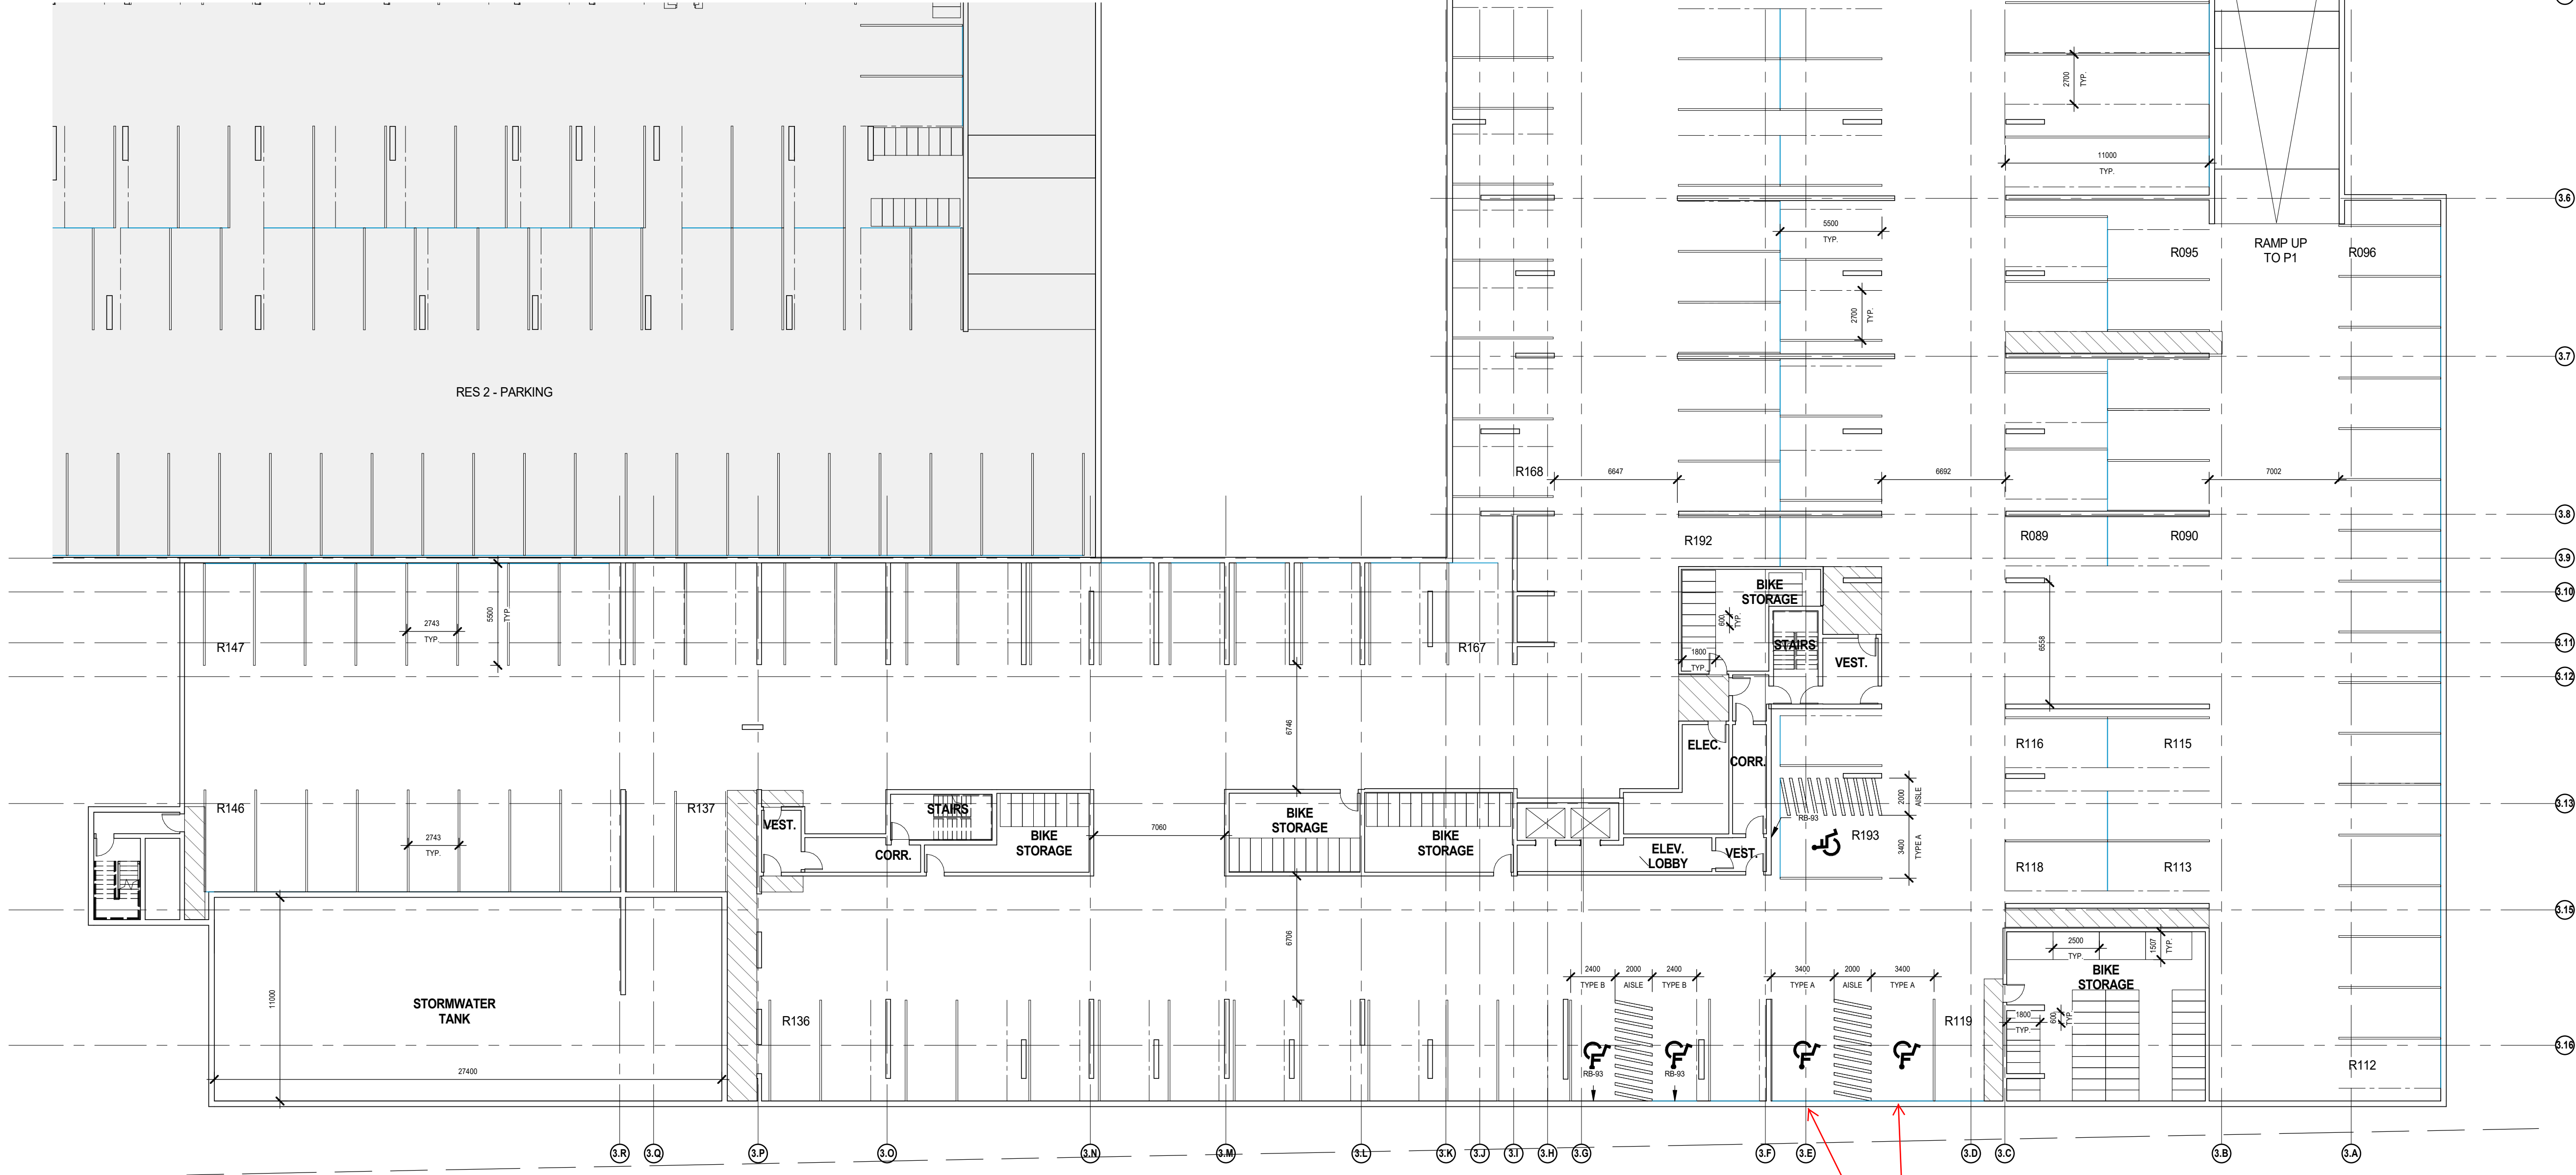 2700
TYP.
11000
TYP.
3.6
5500
TYP.
R095
RAMP UP
TO P1
R096
2700
TYP.
3.7
RES 2 - PARKING
R168
6647
6692
7002
3.8
R192
R089
R090
3.9
BIKE
STORAGE
3.10
5500
TYP.
2743
TYP.
600
TYP.
R147
R167
STAIRS
6558
3.11
1800
TYP.
VEST.
3.12
6746
ELEC.
CORR.
R116
R115
2000
AISLE
3.13
R146
R137
STAIRS
VEST.
BIKE
STORAGE
RB-93
2743
TYP.
7060
BIKE
STORAGE
BIKE
STORAGE
R193
CORR.
ELEV.
LOBBY
VEST.
3400
TYPE A
R118
R113
3.15
6706
2500
TYP.
1507
TYP.
2400
TYPE B
2000
AISLE
2400
TYPE B
3400
TYPE A
2000
AISLE
3400
TYPE A
BIKE
STORAGE
11000
STORMWATER
TANK
R136
R119
1800
TYP.
600
TYP.
3.16
RB-93
RB-93
R112
27400
3.R
3.Q
3.P
3.O
3.N
3.M
3.L
3.K
3.J
3.I
3.H
3.G
3.F
3.E
3.D
3.C
3.B
3.A